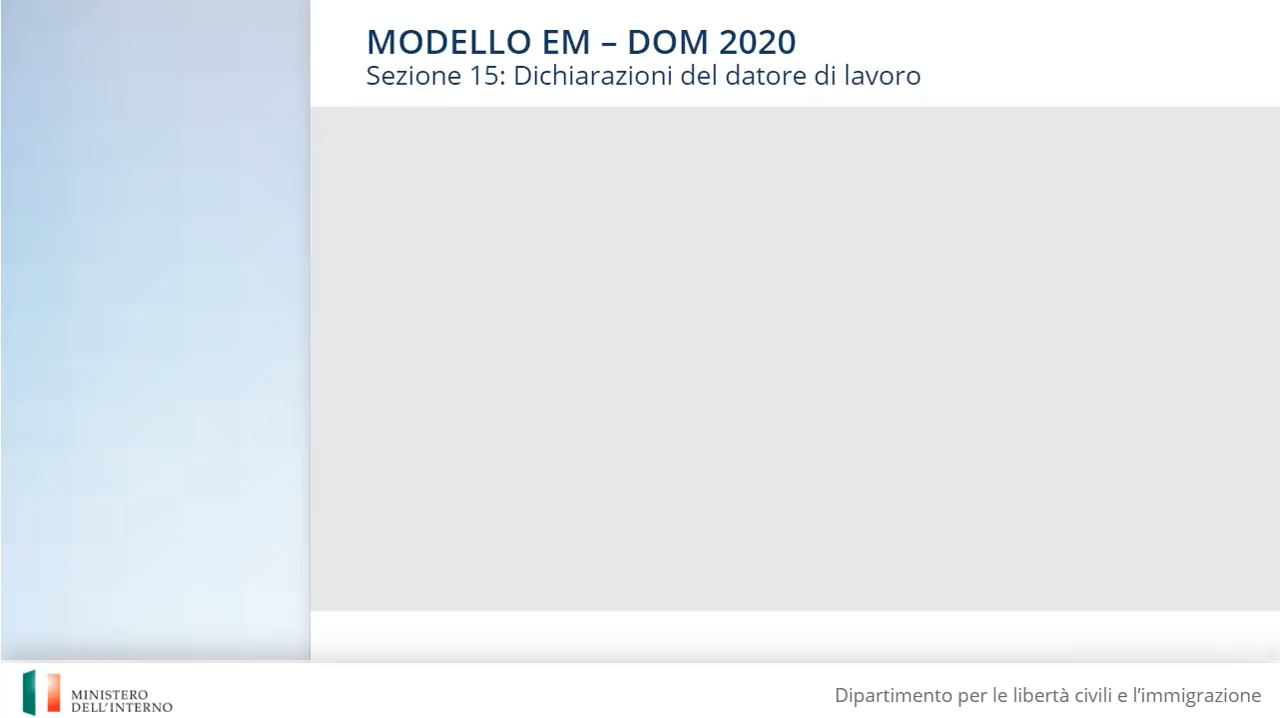 MODELLO EM – DOM 2020
Sezione 15: Dichiarazioni del datore di lavoro
MINISTERO
DELL'INTERNO
Dipartimento per le libertà civili e l’immigrazione